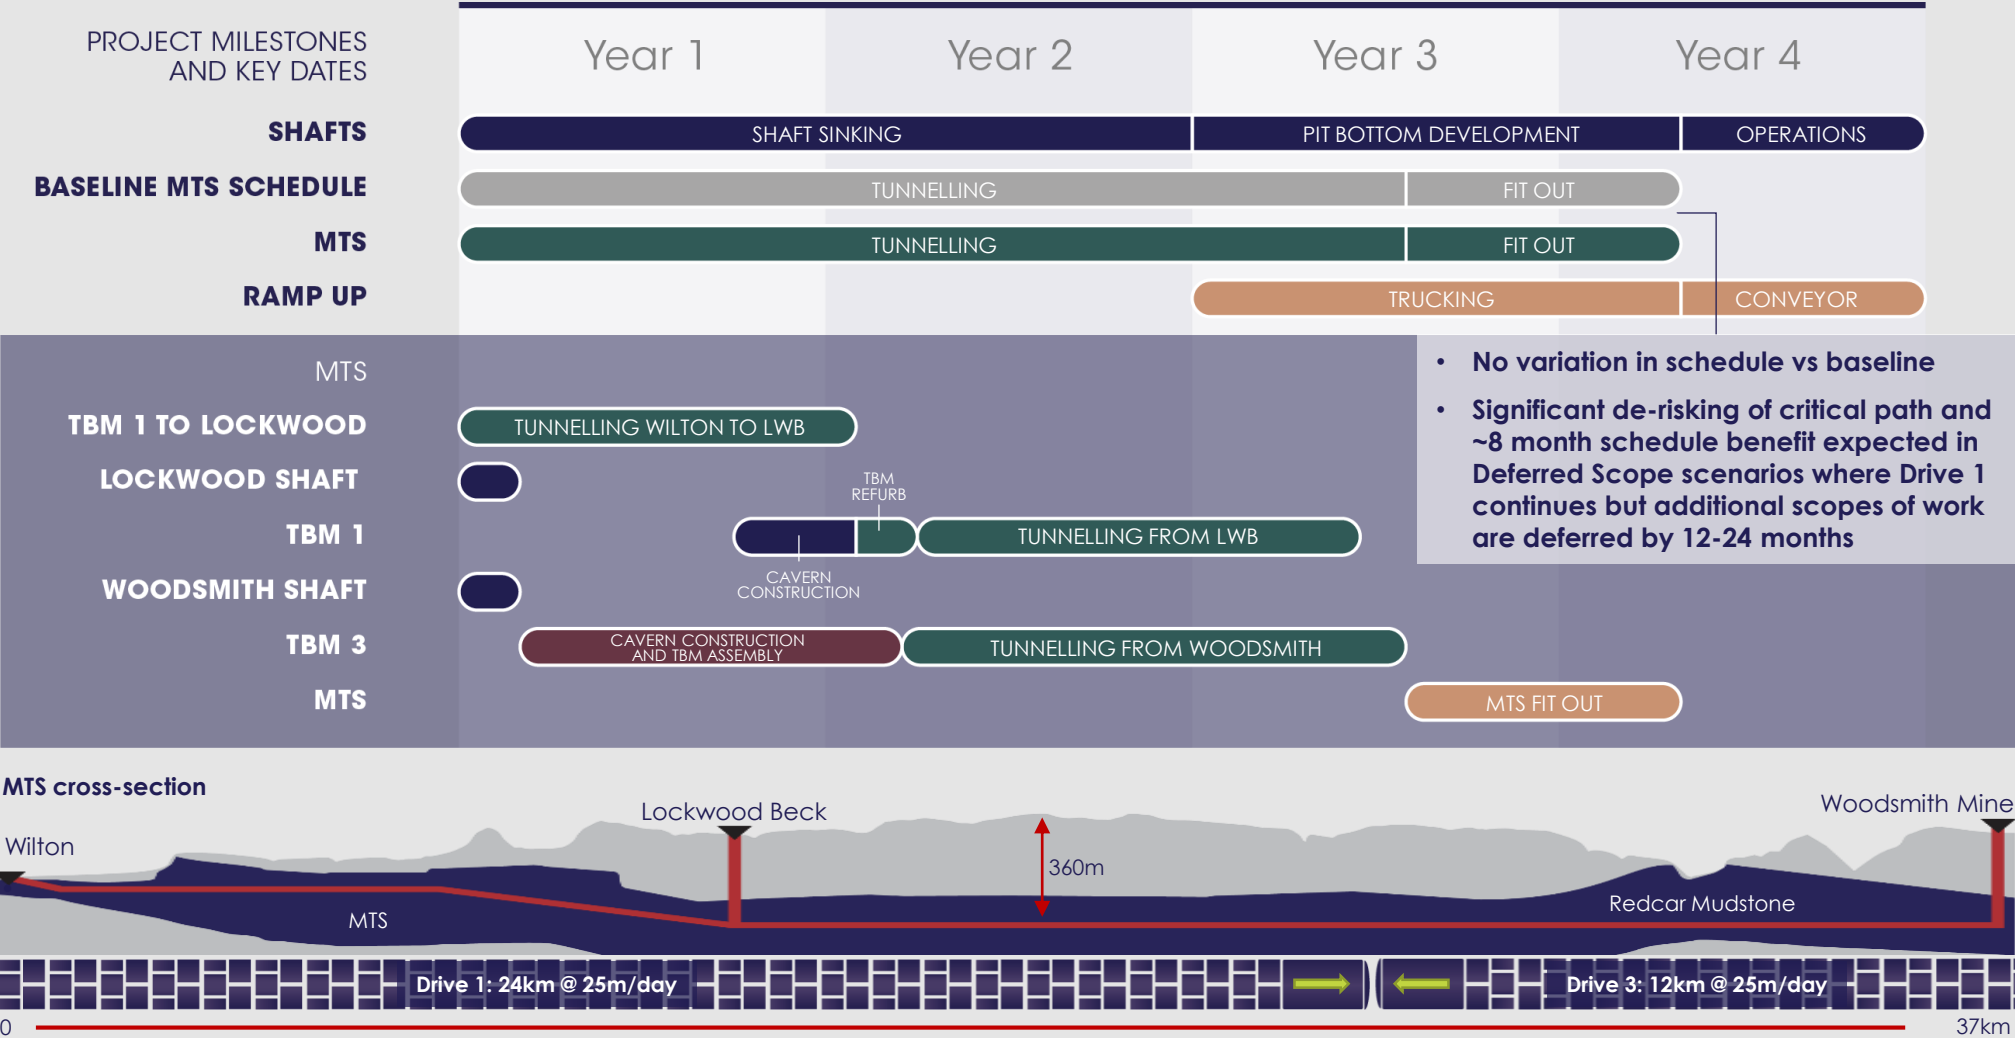 PROJECT MILESTONES
AND KEY DATES
Year 1
Year 2
Year 3
Year 4
SHAFTS
SHAFT SINKING
PIT BOTTOM DEVELOPMENT
OPERATIONS
BASELINE MTS SCHEDULE
TUNNELLING
FIT OUT
MTS
TUNNELLING
FIT OUT
RAMP UP
TRUCKING
CONVEYOR
MTS
TBM 1 TO LOCKWOOD
TUNNELLING WILTON TO LWB
LOCKWOOD SHAFT
TBM 1
CAVERN
CONSTRUCTION
TBM
REFURB
TUNNELLING FROM LWB
WOODSMITH SHAFT
TBM 3
CAVERN CONSTRUCTION
AND TBM ASSEMBLY
TUNNELLING FROM WOODSMITH
MTS
MTS FIT OUT
• No variation in schedule vs baseline
• Significant de-risking of critical path and
~8 month schedule benefit expected in
Deferred Scope scenarios where Drive 1
continues but additional scopes of work
are deferred by 12-24 months
MTS cross-section
Wilton
Lockwood Beck
Woodsmith Mine
360m
MTS
Redcar Mudstone
Drive 1: 24km @ 25m/day
Drive 3: 12km @ 25m/day
0
37km